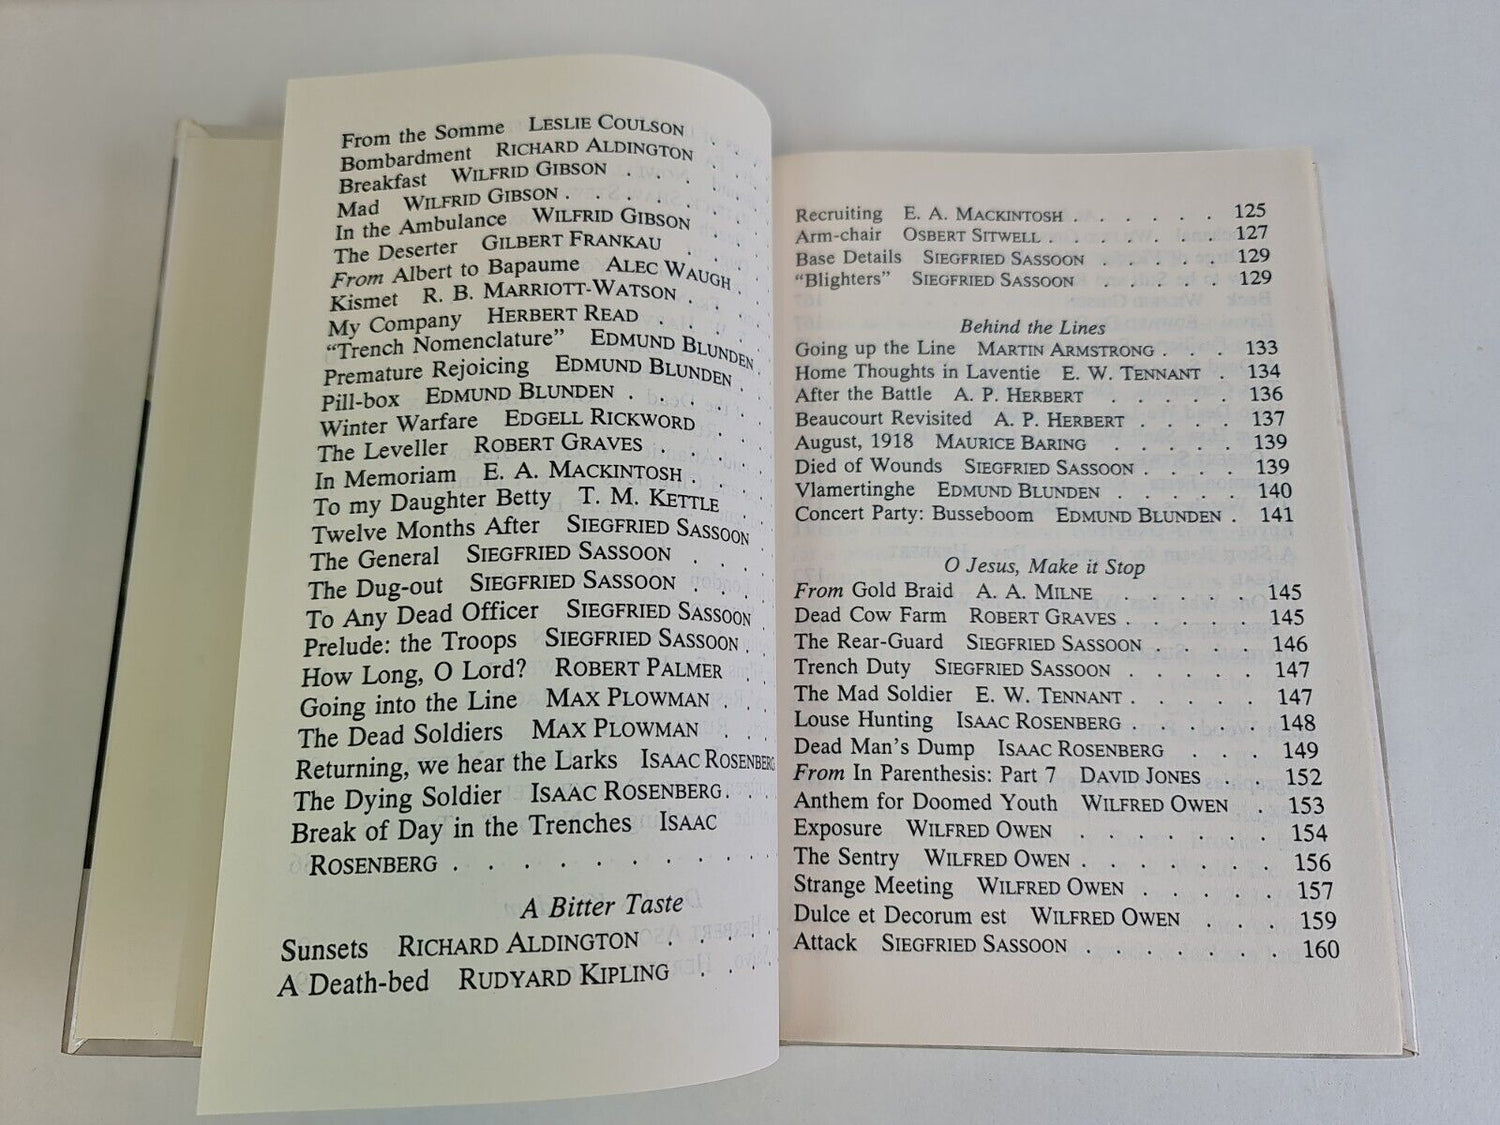 From the Somme LESLIE COULSON . .
Bombardment RICHARD ALDINGTON . .
Breakfast WILFRID GIBSON . . . .
Mad WILFRID GIBSON . . . . .
In the Ambulance WILFRID GIBSON . .
The Deserter GILBERT FRANKAU . .
From Albert to Bapaume ALEC WAUGH .
Kismet R. B. MARRIOTT-WATSON . .
My Company HERBERT READ . . . .
"Trench Nomenclature" EDMUND BLUNDEN .
Premature Rejoicing EDMUND BLUNDEN .
Pill-box EDMUND BLUNDEN . . . .
Winter Warfare EDGELL RICKWORD . .
The Leveller ROBERT GRAVES . . . .
In Memoriam E. A. MACKINTOSH . . .
To my Daughter Betty T. M. KETTLE . .
Twelve Months After SIEGFRIED SASSOON .
The General SIEGFRIED SASSOON . . .
The Dug-out SIEGFRIED SASSOON . . .
To Any Dead Officer SIEGFRIED SASSOON .
Prelude: the Troops SIEGFRIED SASSOON . .
How Long, O Lord? ROBERT PALMER . .
Going into the Line MAX PLOWMAN . .
The Dead Soldiers MAX PLOWMAN . . .
Returning, we hear the Larks ISAAC ROSENBERG
The Dying Soldier ISAAC ROSENBERG . . .
Break of Day in the Trenches ISAAC
ROSENBERG . . . . . . . . .
A Bitter Taste
Sunsets RICHARD ALDINGTON . . . .
A Death-bed RUDYARD KIPLING . . . .
Recruiting E. A. MACKINTOSH . . . . . . 125
Arm-chair OSBERT SITWELL . . . . . . . 127
Base Details SIEGFRIED SASSOON . . . . . 129
"Blighters" SIEGFRIED SASSOON . . . . . 129
Behind the Lines
Going up the Line MARTIN ARMSTRONG . . . 133
Home Thoughts in Laventie E. W. TENNANT . 134
After the Battle A. P. HERBERT . . . . . 136
Beaucourt Revisited A. P. HERBERT . . . . 137
August, 1918 MAURICE BARING . . . . . 139
Died of Wounds SIEGFRIED SASSOON . . . . 139
Vlamertinghe EDMUND BLUNDEN . . . . . 140
Concert Party: Busseboom EDMUND BLUNDEN . 141
O Jesus, Make it Stop
From Gold Braid A. A. MILNE . . . . . 145
Dead Cow Farm ROBERT GRAVES . . . . . 145
The Rear-Guard SIEGFRIED SASSOON . . . . 146
Trench Duty SIEGFRIED SASSOON . . . . . 147
The Mad Soldier E. W. TENNANT . . . . . 147
Louse Hunting ISAAC ROSENBERG . . . . . 148
Dead Man's Dump ISAAC ROSENBERG . . . 149
From In Parenthesis: Part 7 DAVID JONES . . 152
Anthem for Doomed Youth WILFRED OWEN . 153
Exposure WILFRED OWEN . . . . . . . 154
The Sentry WILFRED OWEN . . . . . . . 156
Strange Meeting WILFRED OWEN . . . . . 157
Dulce et Decorum est WILFRED OWEN . . . 159
Attack SIEGFRIED SASSOON . . . . . . . 160